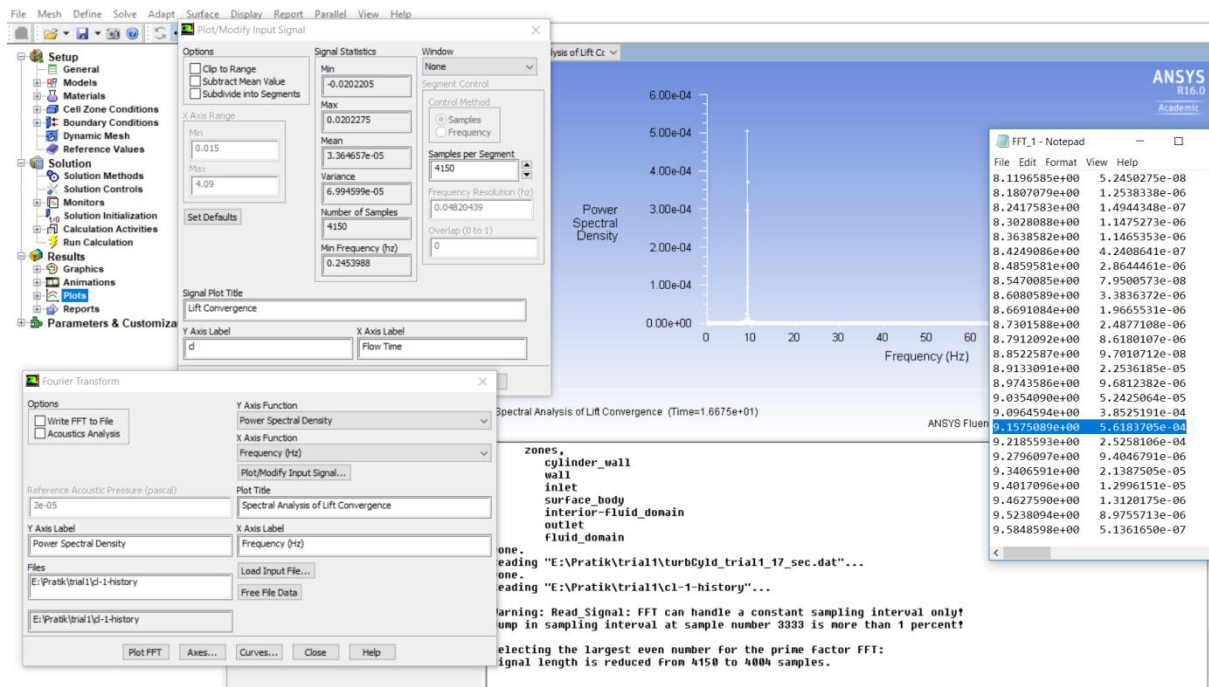 File Mesh Define Solve Adapt Surface Display Report Parallel View Help
Setup
General
Models
Materials
Cell Zone Conditions
Boundary Conditions
Dynamic Mesh
Reference Values
Solution
Solution Methods
Solution Controls
Monitors
Solution Initialization
Calculation Activities
Run Calculation
Results
Graphics
Animations
Plots
Reports
Parameters & Customiza
Plot/Modify Input Signal
Options
Clip to Range
Subtract Mean Value
Subdivide into Segments
X Axis Range
Min
0.015
Max
4.09
Set Defaults
Signal Statistics
Min
-0.0202205
Max
0.0202275
Mean
3.364657e-05
Variance
6.994599e-05
Number of Samples
4150
Min Frequency (hz)
0.2453988
Window
None
Segment Control
Control Method
Samples
Frequency
Samples per Segment
4150
Frequency Resolution (hz)
0.04820439
Overlap (0 to 1)
0
Signal Plot Title
Lift Convergence
Y Axis Label
cl
X Axis Label
Flow Time
lysis of Lift Cc
ANSYS
R16.0
Academic
6.00e-04
5.00e-04
4.00e-04
3.00e-04
2.00e-04
1.00e-04
0.00e+00
Power
Spectral
Density
0 10 20 30 40 50 60
Frequency (Hz)
Spectral Analysis of Lift Convergence (Time=1.6675e+01)
ANSYS Fluen
FFT_1 - Notepad
File Edit Format View Help
8.1196585e+00 5.2450275e-08
8.1807079e+00 1.2538338e-06
8.2417583e+00 1.4944348e-07
8.3028088e+00 1.1475273e-06
8.3638582e+00 1.1465353e-06
8.4249086e+00 4.2408641e-07
8.4859581e+00 2.8644461e-06
8.5470085e+00 7.9500573e-08
8.6080589e+00 3.3836372e-06
8.6691084e+00 1.9665531e-06
8.7301588e+00 2.4877108e-06
8.7912092e+00 8.6180107e-06
8.8522587e+00 9.7010712e-08
8.9133091e+00 2.2536185e-05
8.9743586e+00 9.6812382e-06
9.0354090e+00 5.2425064e-05
9.0964594e+00 3.8525191e-04
9.1575089e+00 5.6183705e-04
9.2185593e+00 2.5258106e-04
9.2796097e+00 9.4046791e-06
9.3406591e+00 2.1387505e-05
9.4017096e+00 1.2996151e-05
9.4627590e+00 1.3120175e-06
9.5238094e+00 8.9755713e-06
9.5848598e+00 5.1361650e-07
Fourier Transform
Options
Write FFT to File
Acoustics Analysis
Reference Acoustic Pressure (pascal)
2e-05
Y Axis Label
Power Spectral Density
Files
E:\Pratik\trial1\cl-1-history
E:\Pratik\trial1\cl-1-history
Y Axis Function
Power Spectral Density
X Axis Function
Frequency (Hz)
Plot/Modify Input Signal...
Plot Title
Spectral Analysis of Lift Convergence
X Axis Label
Frequency (Hz)
Load Input File...
Free File Data
Plot FFT Axes... Curves... Close Help
zones,
cylinder_wall
wall
inlet
surface_body
interior-fluid_domain
outlet
fluid_domain
one.
eading "E:\Pratik\trial1\turbCyld_trial1_17_sec.dat"...
one.
eading "E:\Pratik\trial1\cl-1-history"...
arning: Read_Signal: FFT can handle a constant sampling interval only!
ump in sampling interval at sample number 3333 is more than 1 percent!
electing the largest even number for the prime factor FFT:
ignal length is reduced from 4150 to 4004 samples.